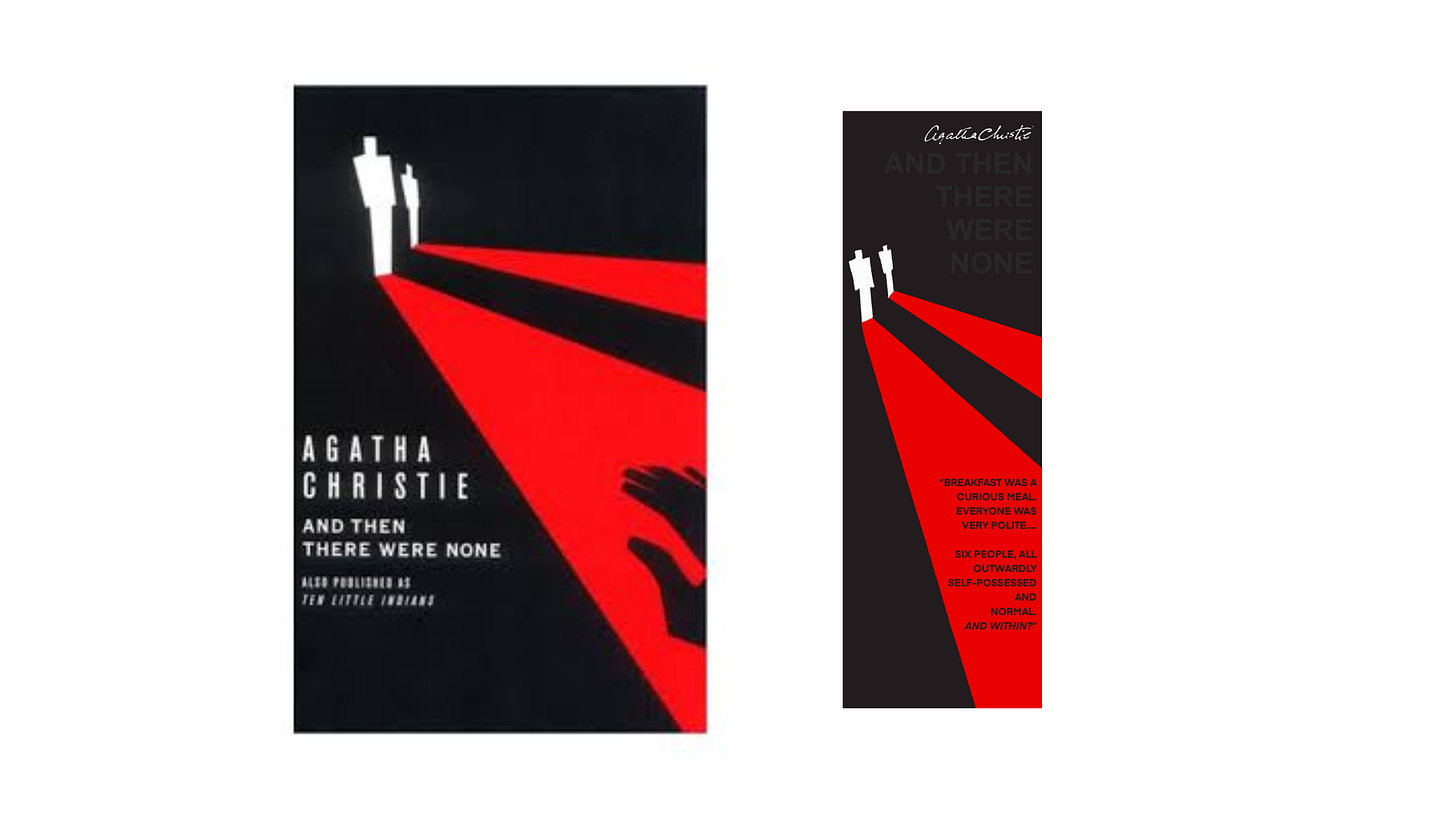 AGATHA
CHRISTIE
AND THEN
THERE WERE NONE
ALSO PUBLISHED AS
TEN LITTLE INDIANS
Agatha Christie
AND THEN
THERE
WERE
NONE
"BREAKFAST WAS A
CURIOUS MEAL.
EVERYONE WAS
VERY POLITE...
SIX PEOPLE, ALL
OUTWARDLY
SELF-POSSESSED
AND
NORMAL.
AND WITHIN?"